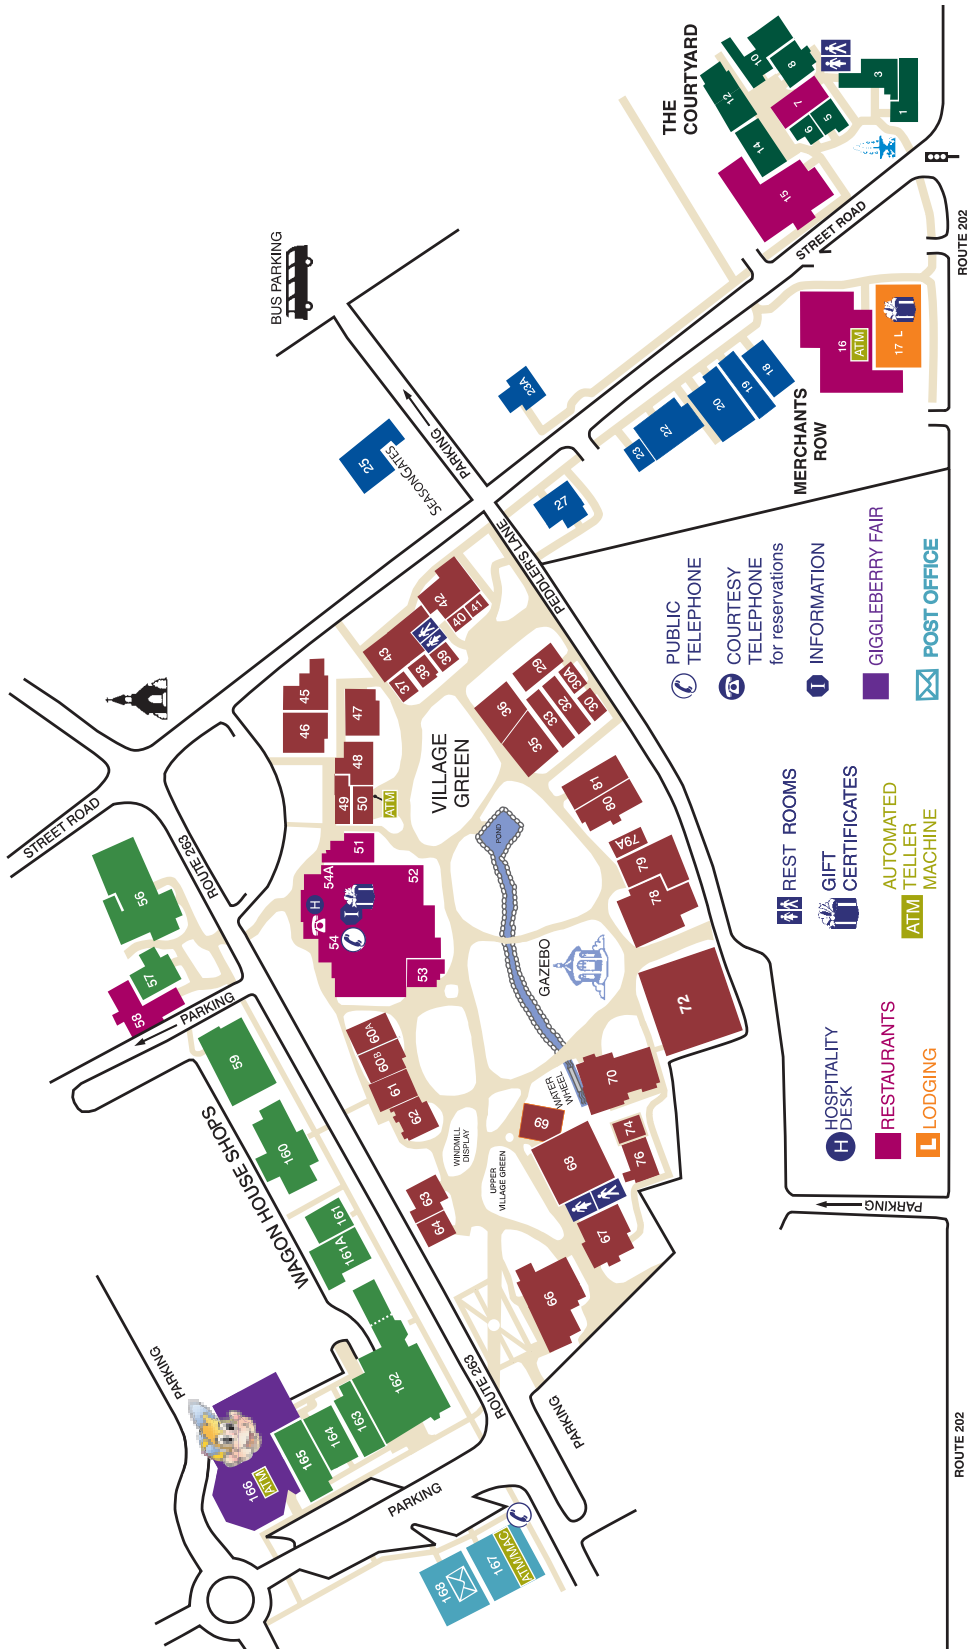 THE
COURTYARD
10
8
12
3
7
1
5
6
14
15
STREET ROAD
ROUTE 202
BUS PARKING
16
ATM
17 L
18
19
20
22
23
23A
MERCHANTS
ROW
25
SEASONGATES
PARKING
27
PEDDLER'S LANE
42
41
40
43
39
38
37
29
30A
30
32
33
36
35
45
46
47
48
49
50
ATM
VILLAGE
GREEN
81
80
79A
79
78
POND
51
52
54A
54
53
H
I
GAZEBO
72
STREET ROAD
ROUTE 263
56
57
58
PARKING
59
WAGON HOUSE SHOPS
160
161
161A
162
163
164
165
166
ATM
PARKING
60A
60B
61
62
63
64
WINDMILL
DISPLAY
UPPER
VILLAGE GREEN
WATER
WHEEL
69
70
68
74
76
67
66
ROUTE 263
PARKING
PARKING
168
167
ATM/MAC
PUBLIC
TELEPHONE
COURTESY
TELEPHONE
for reservations
I INFORMATION
GIGGLEBERRY FAIR
POST OFFICE
REST ROOMS
GIFT
CERTIFICATES
ATM AUTOMATED
TELLER
MACHINE
H HOSPITALITY
DESK
RESTAURANTS
L LODGING
PARKING
ROUTE 202